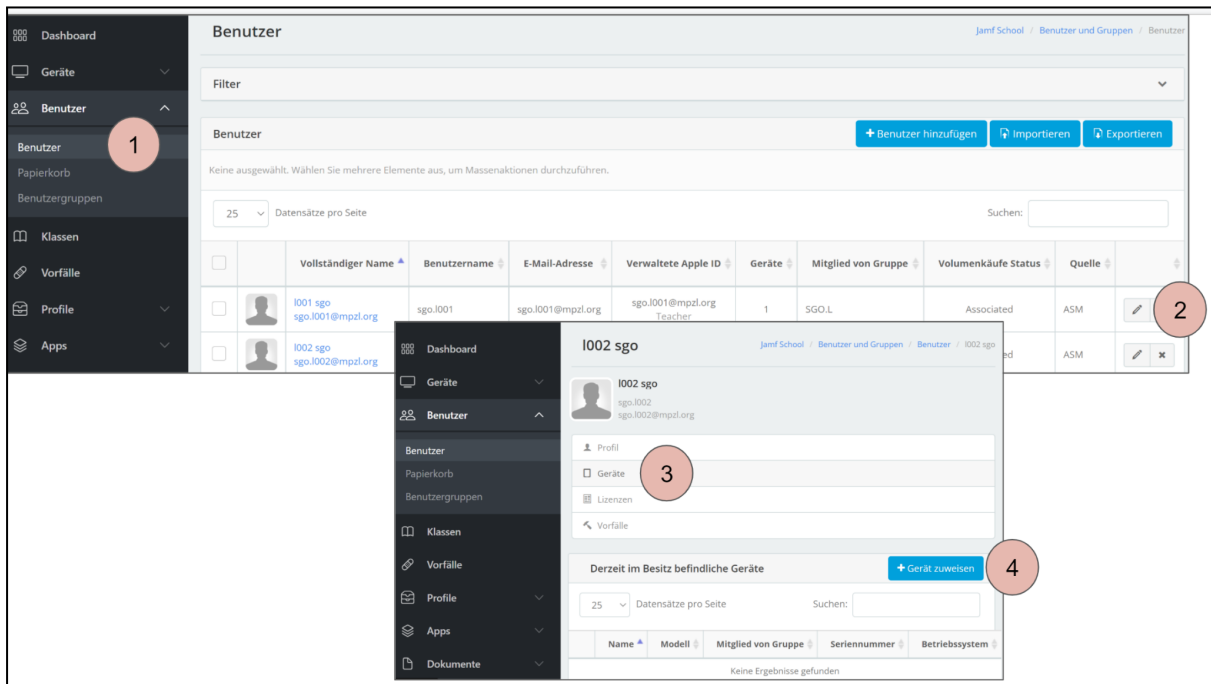 Dashboard
Geräte
Benutzer
1
Benutzer
Papierkorb
Benutzergruppen
Klassen
Vorfälle
Profile
Apps
Benutzer
Jamf School / Benutzer und Gruppen / Benutzer
Filter
Benutzer
+ Benutzer hinzufügen Importieren Exportieren
Keine ausgewählt. Wählen Sie mehrere Elemente aus, um Massenaktionen durchzuführen.
25 Datensätze pro Seite Suchen:
Vollständiger Name Benutzername E-Mail-Adresse Verwaltete Apple ID Geräte Mitglied von Gruppe Volumenkäufe Status Quelle
l001 sgo
sgo.l001@mpzl.org
sgo.l001
sgo.l001@mpzl.org
sgo.l001@mpzl.org
Teacher
1
SGO.L
Associated
ASM
2
l002 sgo
sgo.l002@mpzl.org
ed
ASM
Dashboard
Geräte
Benutzer
Benutzer
Papierkorb
Benutzergruppen
Klassen
Vorfälle
Profile
Apps
Dokumente
l002 sgo
Jamf School / Benutzer und Gruppen / Benutzer / l002 sgo
l002 sgo
sgo.l002
sgo.l002@mpzl.org
Profil
Geräte
3
Lizenzen
Vorfälle
Derzeit im Besitz befindliche Geräte
+ Gerät zuweisen
4
25 Datensätze pro Seite Suchen:
Name Modell Mitglied von Gruppe Seriennummer Betriebssystem
Keine Ergebnisse gefunden